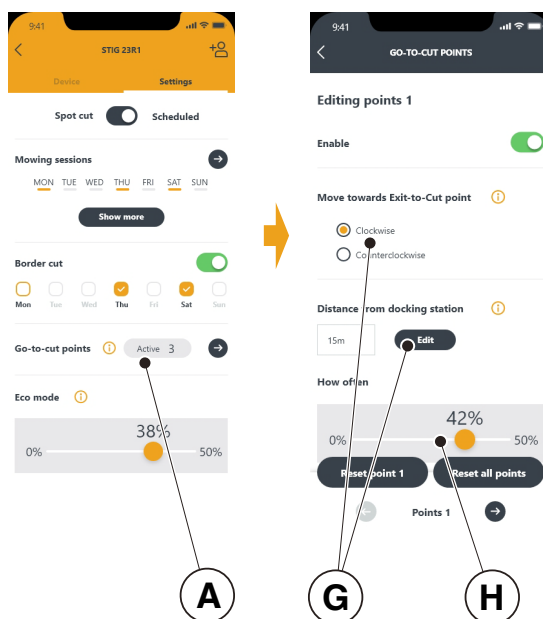 9:41
STIG 23R1
Device Settings
Spot cut Scheduled
Mowing sessions
MON TUE WED THU FRI SAT SUN
Show more
Border cut
Mon Tue Wed Thu Fri Sat Sun
Go-to-cut points Active 3
Eco mode
38%
0% 50%
A
9:41
GO-TO-CUT POINTS
Editing points 1
Enable
Move towards Exit-to-Cut point
Clockwise
Counterclockwise
Distance from docking station
15m Edit
How often
42%
0% 50%
Reset point 1 Reset all points
Points 1
G H